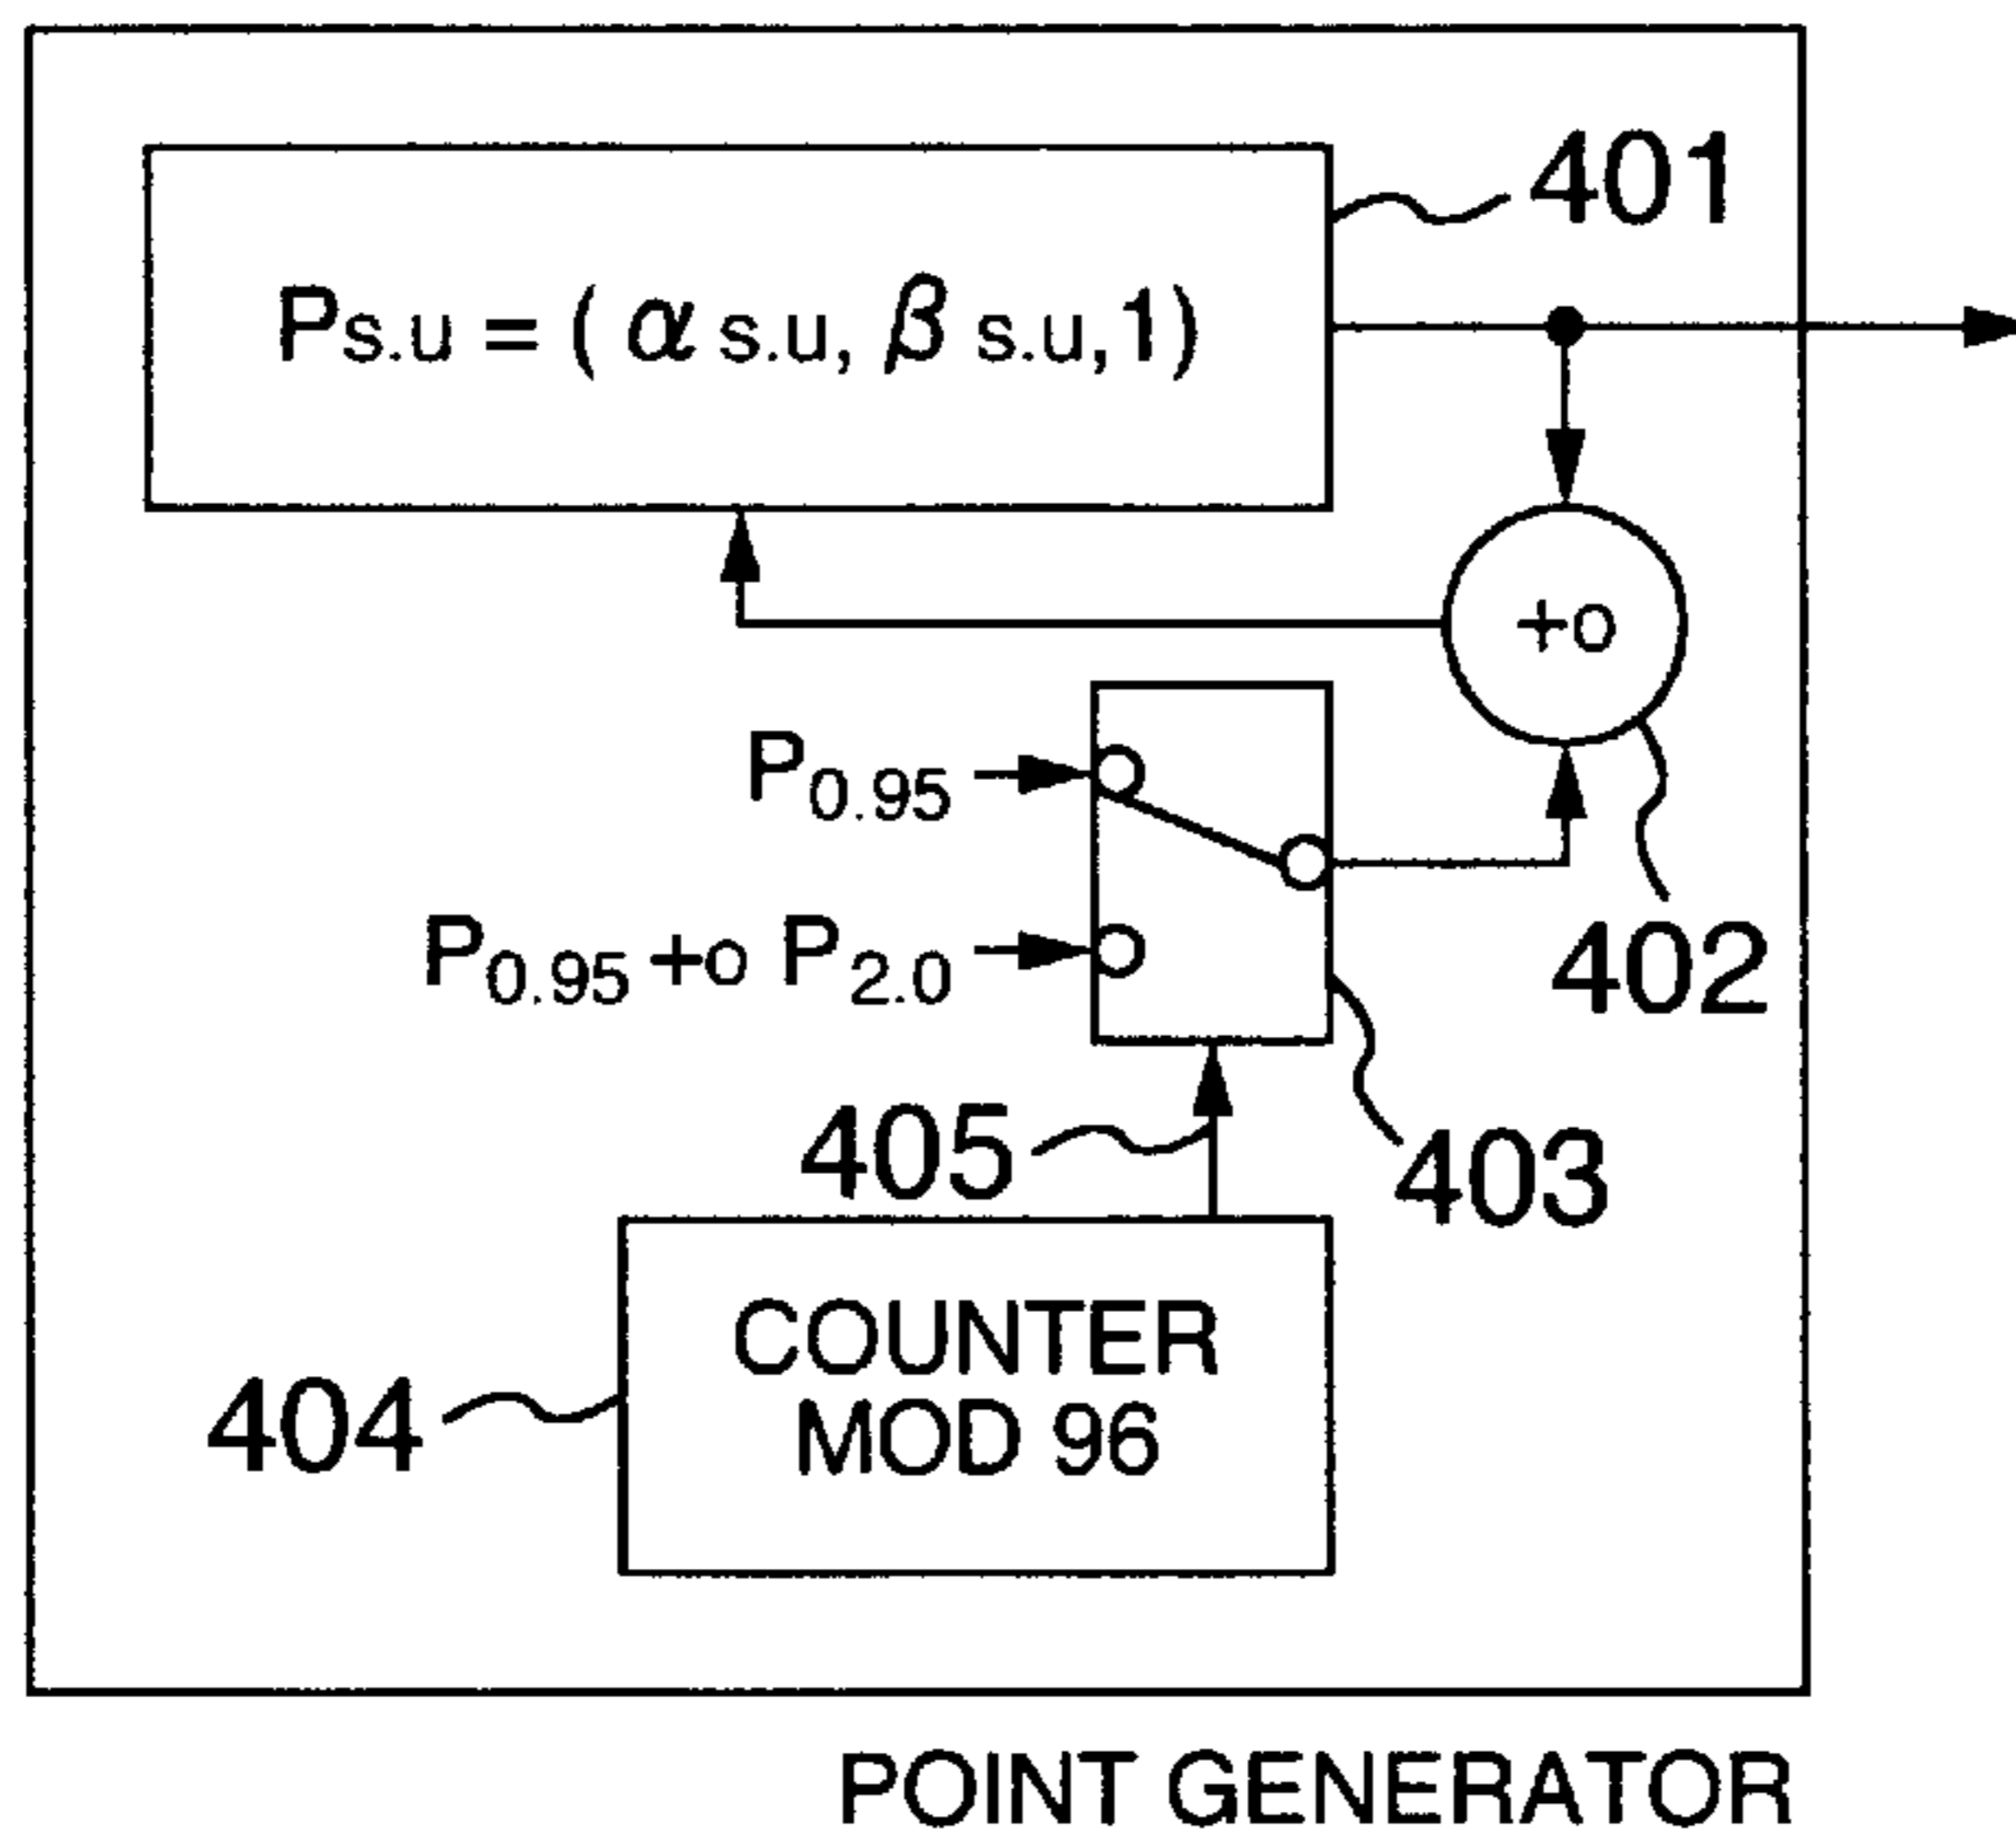 401
Ps.u = ( α s.u, β s.u,1)
+o
P0.95
P0.95 +o P2.0
402
405
403
COUNTER
MOD 96
404
POINT GENERATOR